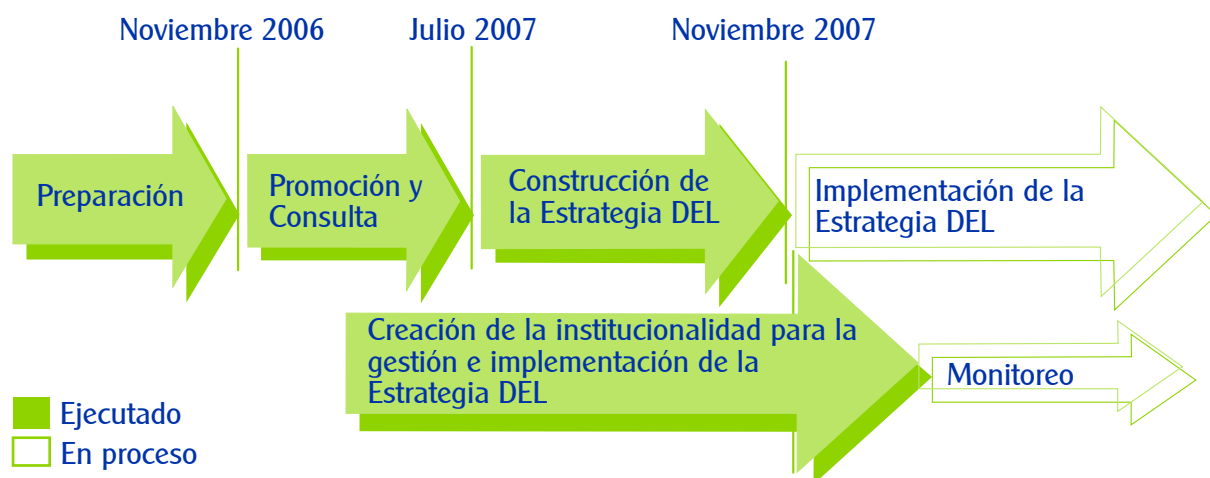 Noviembre 2006
Julio 2007
Noviembre 2007
Preparación
Promoción y
Consulta
Construcción de
la Estrategia DEL
Implementación de la
Estrategia DEL
Creación de la institucionalidad para la
gestión e implementación de la
Estrategia DEL
Monitoreo
Ejecutado
En proceso